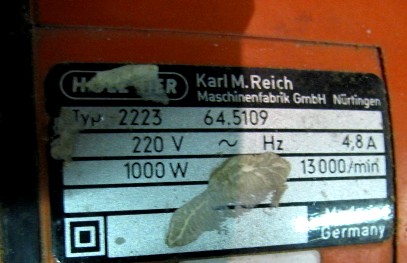 Karl M. Reich
Maschinenfabrik GmbH Nürtingen
Typ 2223 64.5109
220 V ~ Hz 4,8 A
1000 W 13000/min
Germany